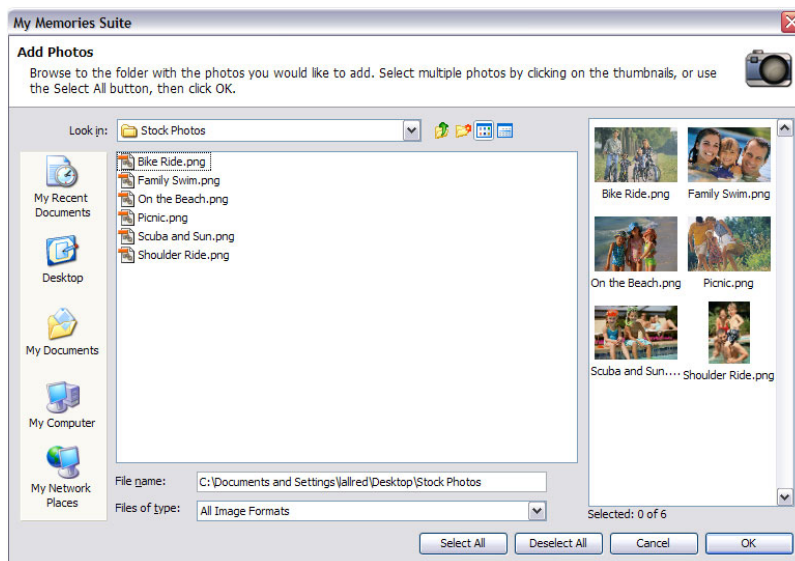 My Memories Suite
Add Photos
Browse to the folder with the photos you would like to add. Select multiple photos by clicking on the thumbnails, or use
the Select All button, then click OK.
Look in:
Stock Photos
My Recent
Documents
Desktop
My Documents
My Computer
My Network
Places
Bike Ride.png
Family Swim.png
On the Beach.png
Picnic.png
Scuba and Sun.png
Shoulder Ride.png
File name:
C:\Documents and Settings\lallred\Desktop\Stock Photos
Files of type:
All Image Formats
Bike Ride.png
Family Swim.png
On the Beach.png
Picnic.png
Scuba and Sun....
Shoulder Ride.png
Selected: 0 of 6
Select All
Deselect All
Cancel
OK